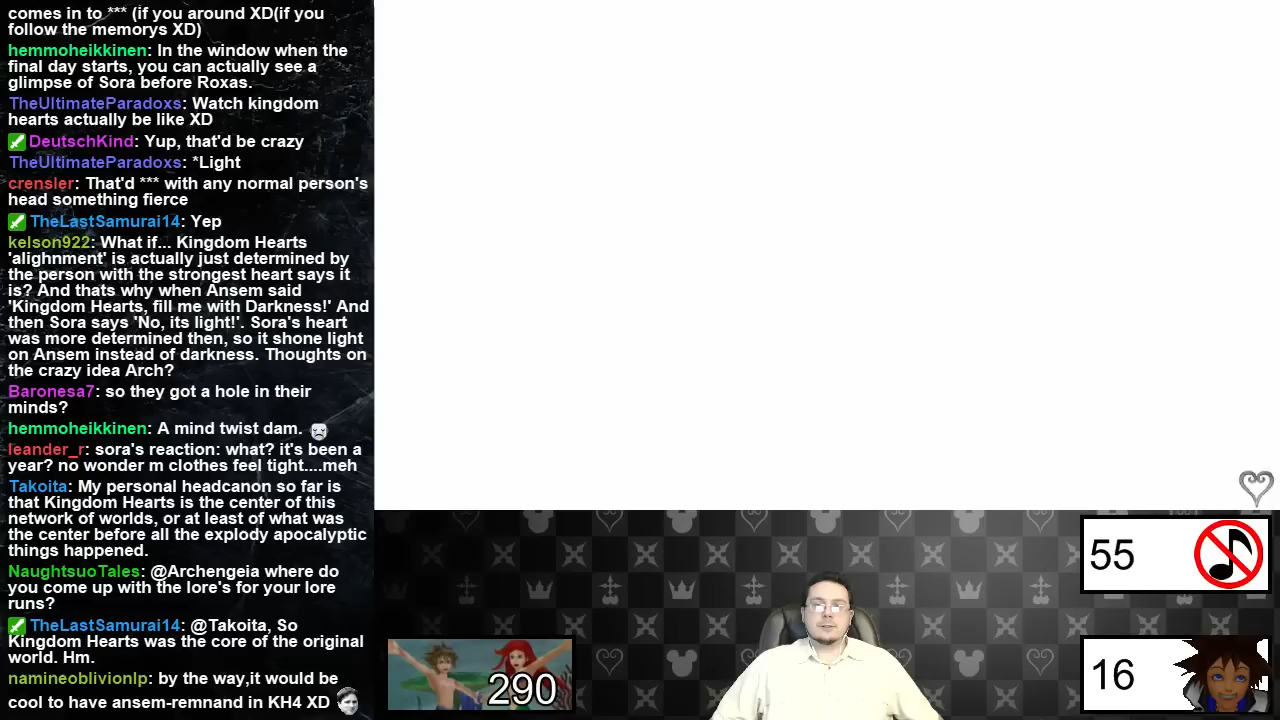 comes in to *** (if you around XD(if you
follow the memorys XD)
hemmoheikkinen: In the window when the
final day starts, you can actually see a
glimpse of Sora before Roxas.
TheUltimateParadoxs: Watch kingdom
hearts actually be like XD
DeutschKind: Yup, that'd be crazy
TheUltimateParadoxs: *Light
crensler: That'd *** with any normal person's
head something fierce
TheLastSamurai14: Yep
kelson922: What if... Kingdom Hearts
'alighnment' is actually just determined by
the person with the strongest heart says it
is? And thats why when Ansem said
'Kingdom Hearts, fill me with Darkness!' And
then Sora says 'No, its light!'. Sora's heart
was more determined then, so it shone light
on Ansem instead of darkness. Thoughts on
the crazy idea Arch?
Baronesa7: so they got a hole in their
minds?
hemmoheikkinen: A mind twist dam.
leander_r: sora's reaction: what? it's been a
year? no wonder m clothes feel tight....meh
Takoita: My personal headcanon so far is
that Kingdom Hearts is the center of this
network of worlds, or at least of what was
the center before all the explody apocalyptic
things happened.
NaughtsuoTales: @Archengeia where do
you come up with the lore's for your lore
runs?
TheLastSamurai14: @Takoita, So
Kingdom Hearts was the core of the original
world. Hm.
namineoblivionlp: by the way,it would be
cool to have ansem-remnand in KH4 XD
290
55
16